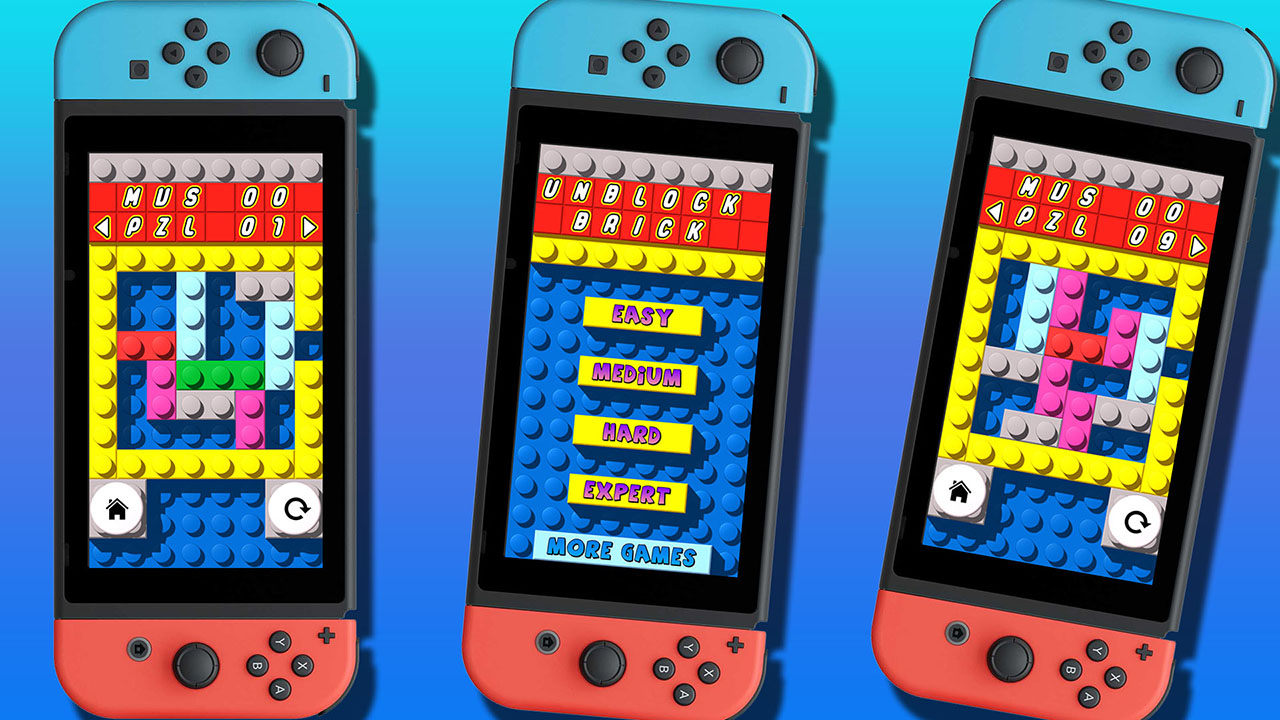 MUS 00
PZL 01
UNBLOCK
BRICK
EASY
MEDIUM
HARD
EXPERT
MORE GAMES
MUS 00
PZL 09
Y
B X
A
Y
B X
A
Y
B X
A